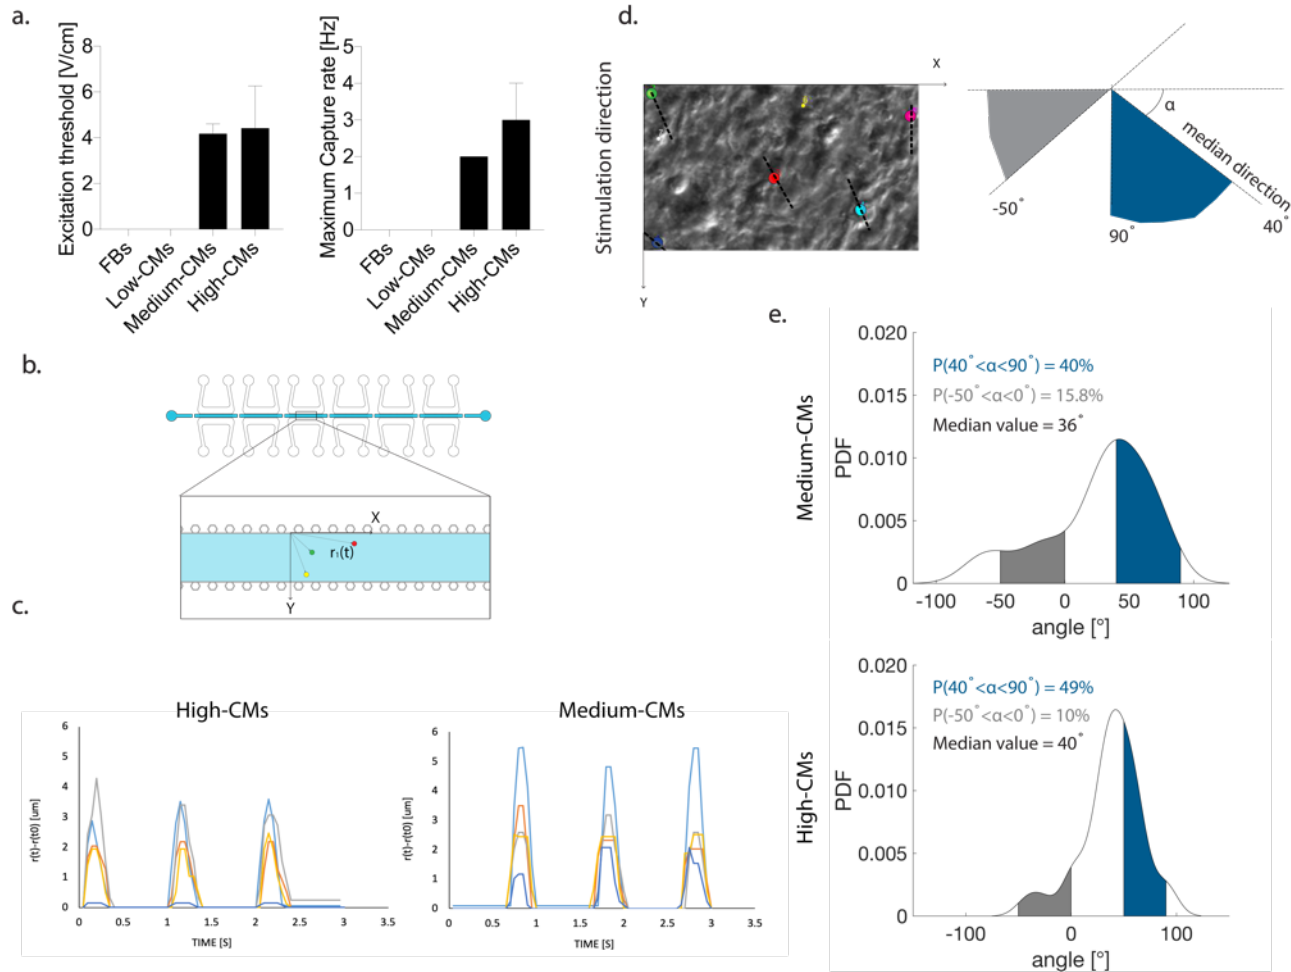 a.
Excitation threshold [V/cm]
8
6
4
2
0
FBs
Low-CMs
Medium-CMs
High-CMs
Maximum Capture rate [Hz]
5
4
3
2
1
0
FBs
Low-CMs
Medium-CMs
High-CMs
b.
X
r₁(t)
Y
c.
High-CMs
r(t)-r(t0) [um]
6
5
4
3
2
1
0
0 0.5 1 1.5 2 2.5 3 3.5
TIME [S]
Medium-CMs
r(t)-r(t0) [um]
6
5
4
3
2
1
0
0 0.5 1 1.5 2 2.5 3 3.5
TIME [S]
d.
Stimulation direction
X
Y
α
median direction
-50°
90°
40°
e.
Medium-CMs
PDF
0.020
0.015
0.010
0.005
0
P(40°<α<90°) = 40%
P(-50°<α<0°) = 15.8%
Median value = 36°
-100 -50 0 50 100
angle [°]
High-CMs
PDF
0.020
0.015
0.010
0.005
0
P(40°<α<90°) = 49%
P(-50°<α<0°) = 10%
Median value = 40°
-100 0 100
angle [°]